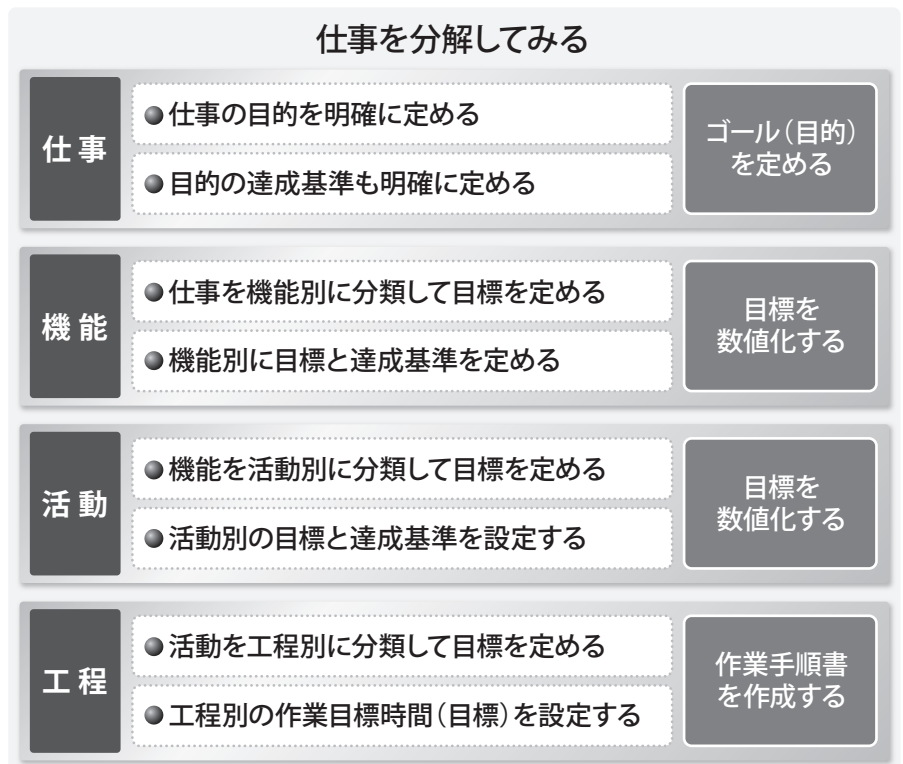 仕事を分解してみる
仕事
●仕事の目的を明確に定める
●目的の達成基準も明確に定める
ゴール（目的）
を定める
機能
●仕事を機能別に分類して目標を定める
●機能別に目標と達成基準を定める
目標を
数値化する
活動
●機能を活動別に分類して目標を定める
●活動別の目標と達成基準を設定する
目標を
数値化する
工程
●活動を工程別に分類して目標を定める
●工程別の作業目標時間（目標）を設定する
作業手順書
を作成する